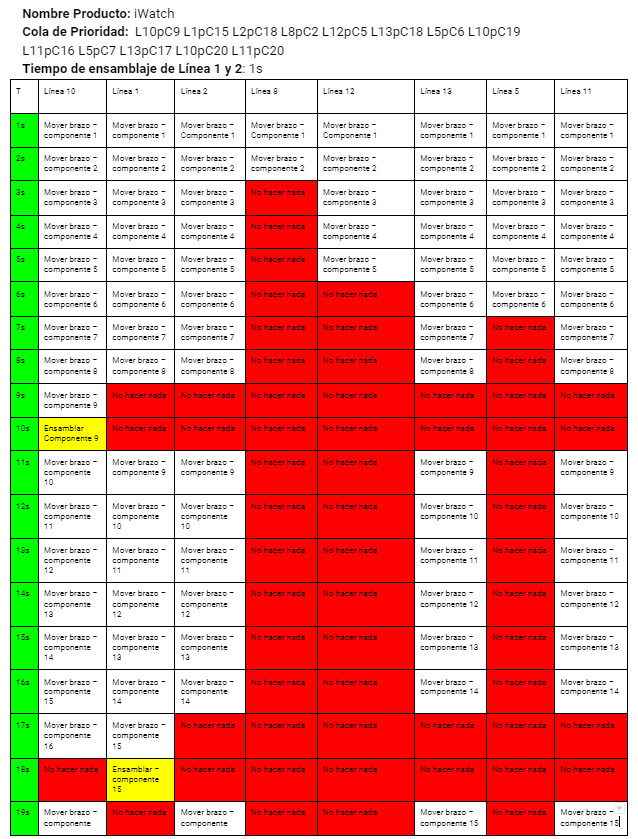 Nombre Producto: iWatch
Cola de Prioridad: L10pC9 L1pC15 L2pC18 L8pC2 L12pC5 L13pC18 L5pC6 L10pC19
L11pC16 L5pC7 L13pC17 L10pC20 L11pC20
Tiempo de ensamblaje de Línea 1 y 2: 1s
T Línea 10 Línea 1 Línea 2 Línea 8 Línea 12 Línea 13 Línea 5 Línea 11
1s Mover brazo – Mover brazo – Mover brazo – Mover brazo – Mover brazo – Mover brazo – Mover brazo – Mover brazo –
componente 1 componente 1 Componente 1 Componente 1 Componente 1 componente 1 componente 1 componente 1
2s Mover brazo – Mover brazo – Mover brazo – Mover brazo – Mover brazo – Mover brazo – Mover brazo – Mover brazo –
componente 2 componente 2 componente 2 componente 2 componente 2 componente 2 componente 2 componente 2
3s Mover brazo – Mover brazo – Mover brazo – No hacer nada Mover brazo – Mover brazo – Mover brazo – Mover brazo –
componente 3 componente 3 componente 3 componente 3 componente 3 componente 3 componente 3
4s Mover brazo – Mover brazo – Mover brazo – No hacer nada Mover brazo – Mover brazo – Mover brazo – Mover brazo –
componente 4 componente 4 componente 4 componente 4 componente 4 componente 4 componente 4
5s Mover brazo – Mover brazo – Mover brazo – No hacer nada Mover brazo – Mover brazo – Mover brazo – Mover brazo –
componente 5 componente 5 componente 5 componente 5 componente 5 componente 5 componente 5
6s Mover brazo – Mover brazo – Mover brazo – No hacer nada No hacer nada Mover brazo – Mover brazo – Mover brazo –
componente 6 componente 6 componente 6 componente 6 componente 6 componente 6
7s Mover brazo – Mover brazo – Mover brazo – No hacer nada No hacer nada Mover brazo – No hacer nada Mover brazo –
componente 7 componente 7 componente 7 componente 7 componente 7
8s Mover brazo – Mover brazo – Mover brazo – No hacer nada No hacer nada Mover brazo – No hacer nada Mover brazo –
componente 8 componente 8 componente 8 componente 8 componente 8
9s Mover brazo – No hacer nada No hacer nada No hacer nada No hacer nada No hacer nada No hacer nada No hacer nada
componente 9
10s Ensamblar No hacer nada No hacer nada No hacer nada No hacer nada No hacer nada No hacer nada No hacer nada
Componente 9
11s Mover brazo – Mover brazo – Mover brazo – No hacer nada No hacer nada Mover brazo – No hacer nada Mover brazo –
componente componente 9 componente 9 componente 9 componente 9
10
12s Mover brazo – Mover brazo – Mover brazo – No hacer nada No hacer nada Mover brazo – No hacer nada Mover brazo –
componente componente componente componente 10 componente 10
11 10 10
13s Mover brazo – Mover brazo – Mover brazo – No hacer nada No hacer nada Mover brazo – No hacer nada Mover brazo –
componente componente componente componente 11 componente 11
12 11 11
14s Mover brazo – Mover brazo – Mover brazo – No hacer nada No hacer nada Mover brazo – No hacer nada Mover brazo –
componente componente componente componente 12 componente 12
13 12 12
15s Mover brazo – Mover brazo – Mover brazo – No hacer nada No hacer nada Mover brazo – No hacer nada Mover brazo –
componente componente componente componente 13 componente 13
14 13 13
16s Mover brazo – Mover brazo – Mover brazo – No hacer nada No hacer nada Mover brazo – No hacer nada Mover brazo –
componente componente componente componente 14 componente 14
15 14 14
17s Mover brazo – Mover brazo – No hacer nada No hacer nada No hacer nada No hacer nada No hacer nada No hacer nada
componente componente
16 15
18s No hacer nada Ensamblar – No hacer nada No hacer nada No hacer nada No hacer nada No hacer nada No hacer nada
componente
15
19s Mover brazo – No hacer nada Mover brazo – No hacer nada No hacer nada Mover brazo – No hacer nada Mover brazo –
componente componente componente 15 componente 15